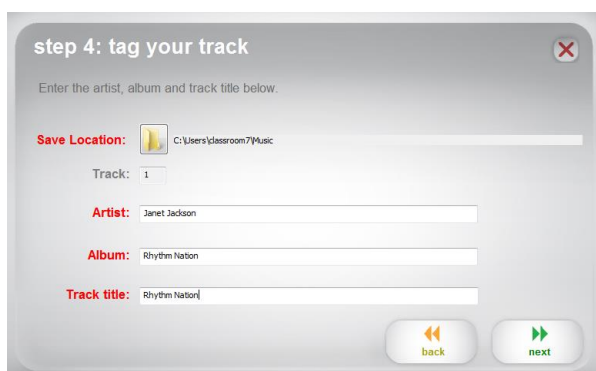 step 4: tag your track
Enter the artist, album and track title below.
Save Location: C:\Users\classroom7\Music
Track: 1
Artist: Janet Jackson
Album: Rhythm Nation
Track title: Rhythm Nation
back next